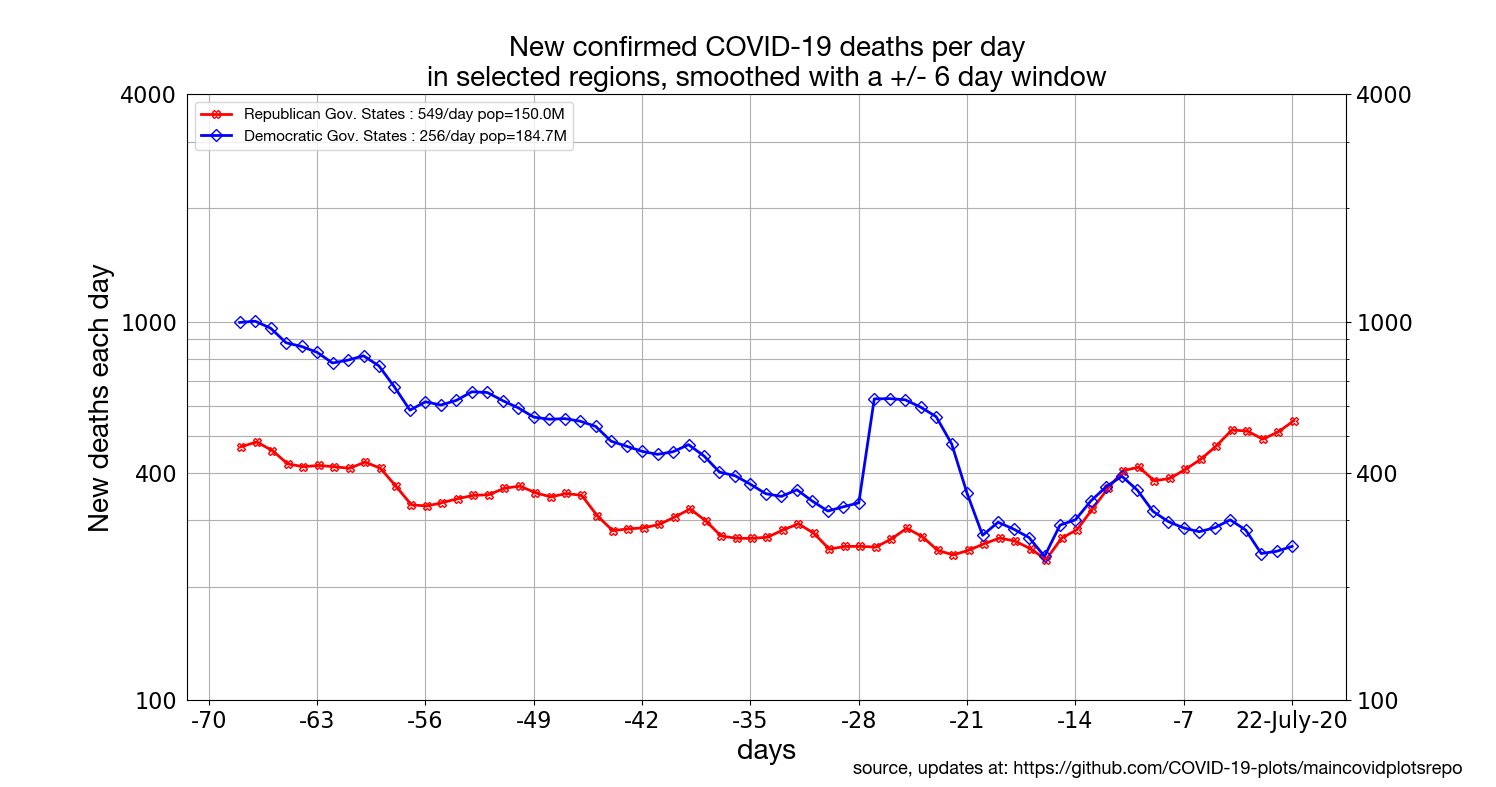 New confirmed COVID-19 deaths per day
in selected regions, smoothed with a +/- 6 day window
4000
4000
Republican Gov. States : 549/day pop=150.0M
Democratic Gov. States : 256/day pop=184.7M
New deaths each day
1000
1000
400
400
100
100
-70 -63 -56 -49 -42 -35 -28 -21 -14 -7 22-July-20
days
source, updates at: https://github.com/COVID-19-plots/maincovidplotsrepo